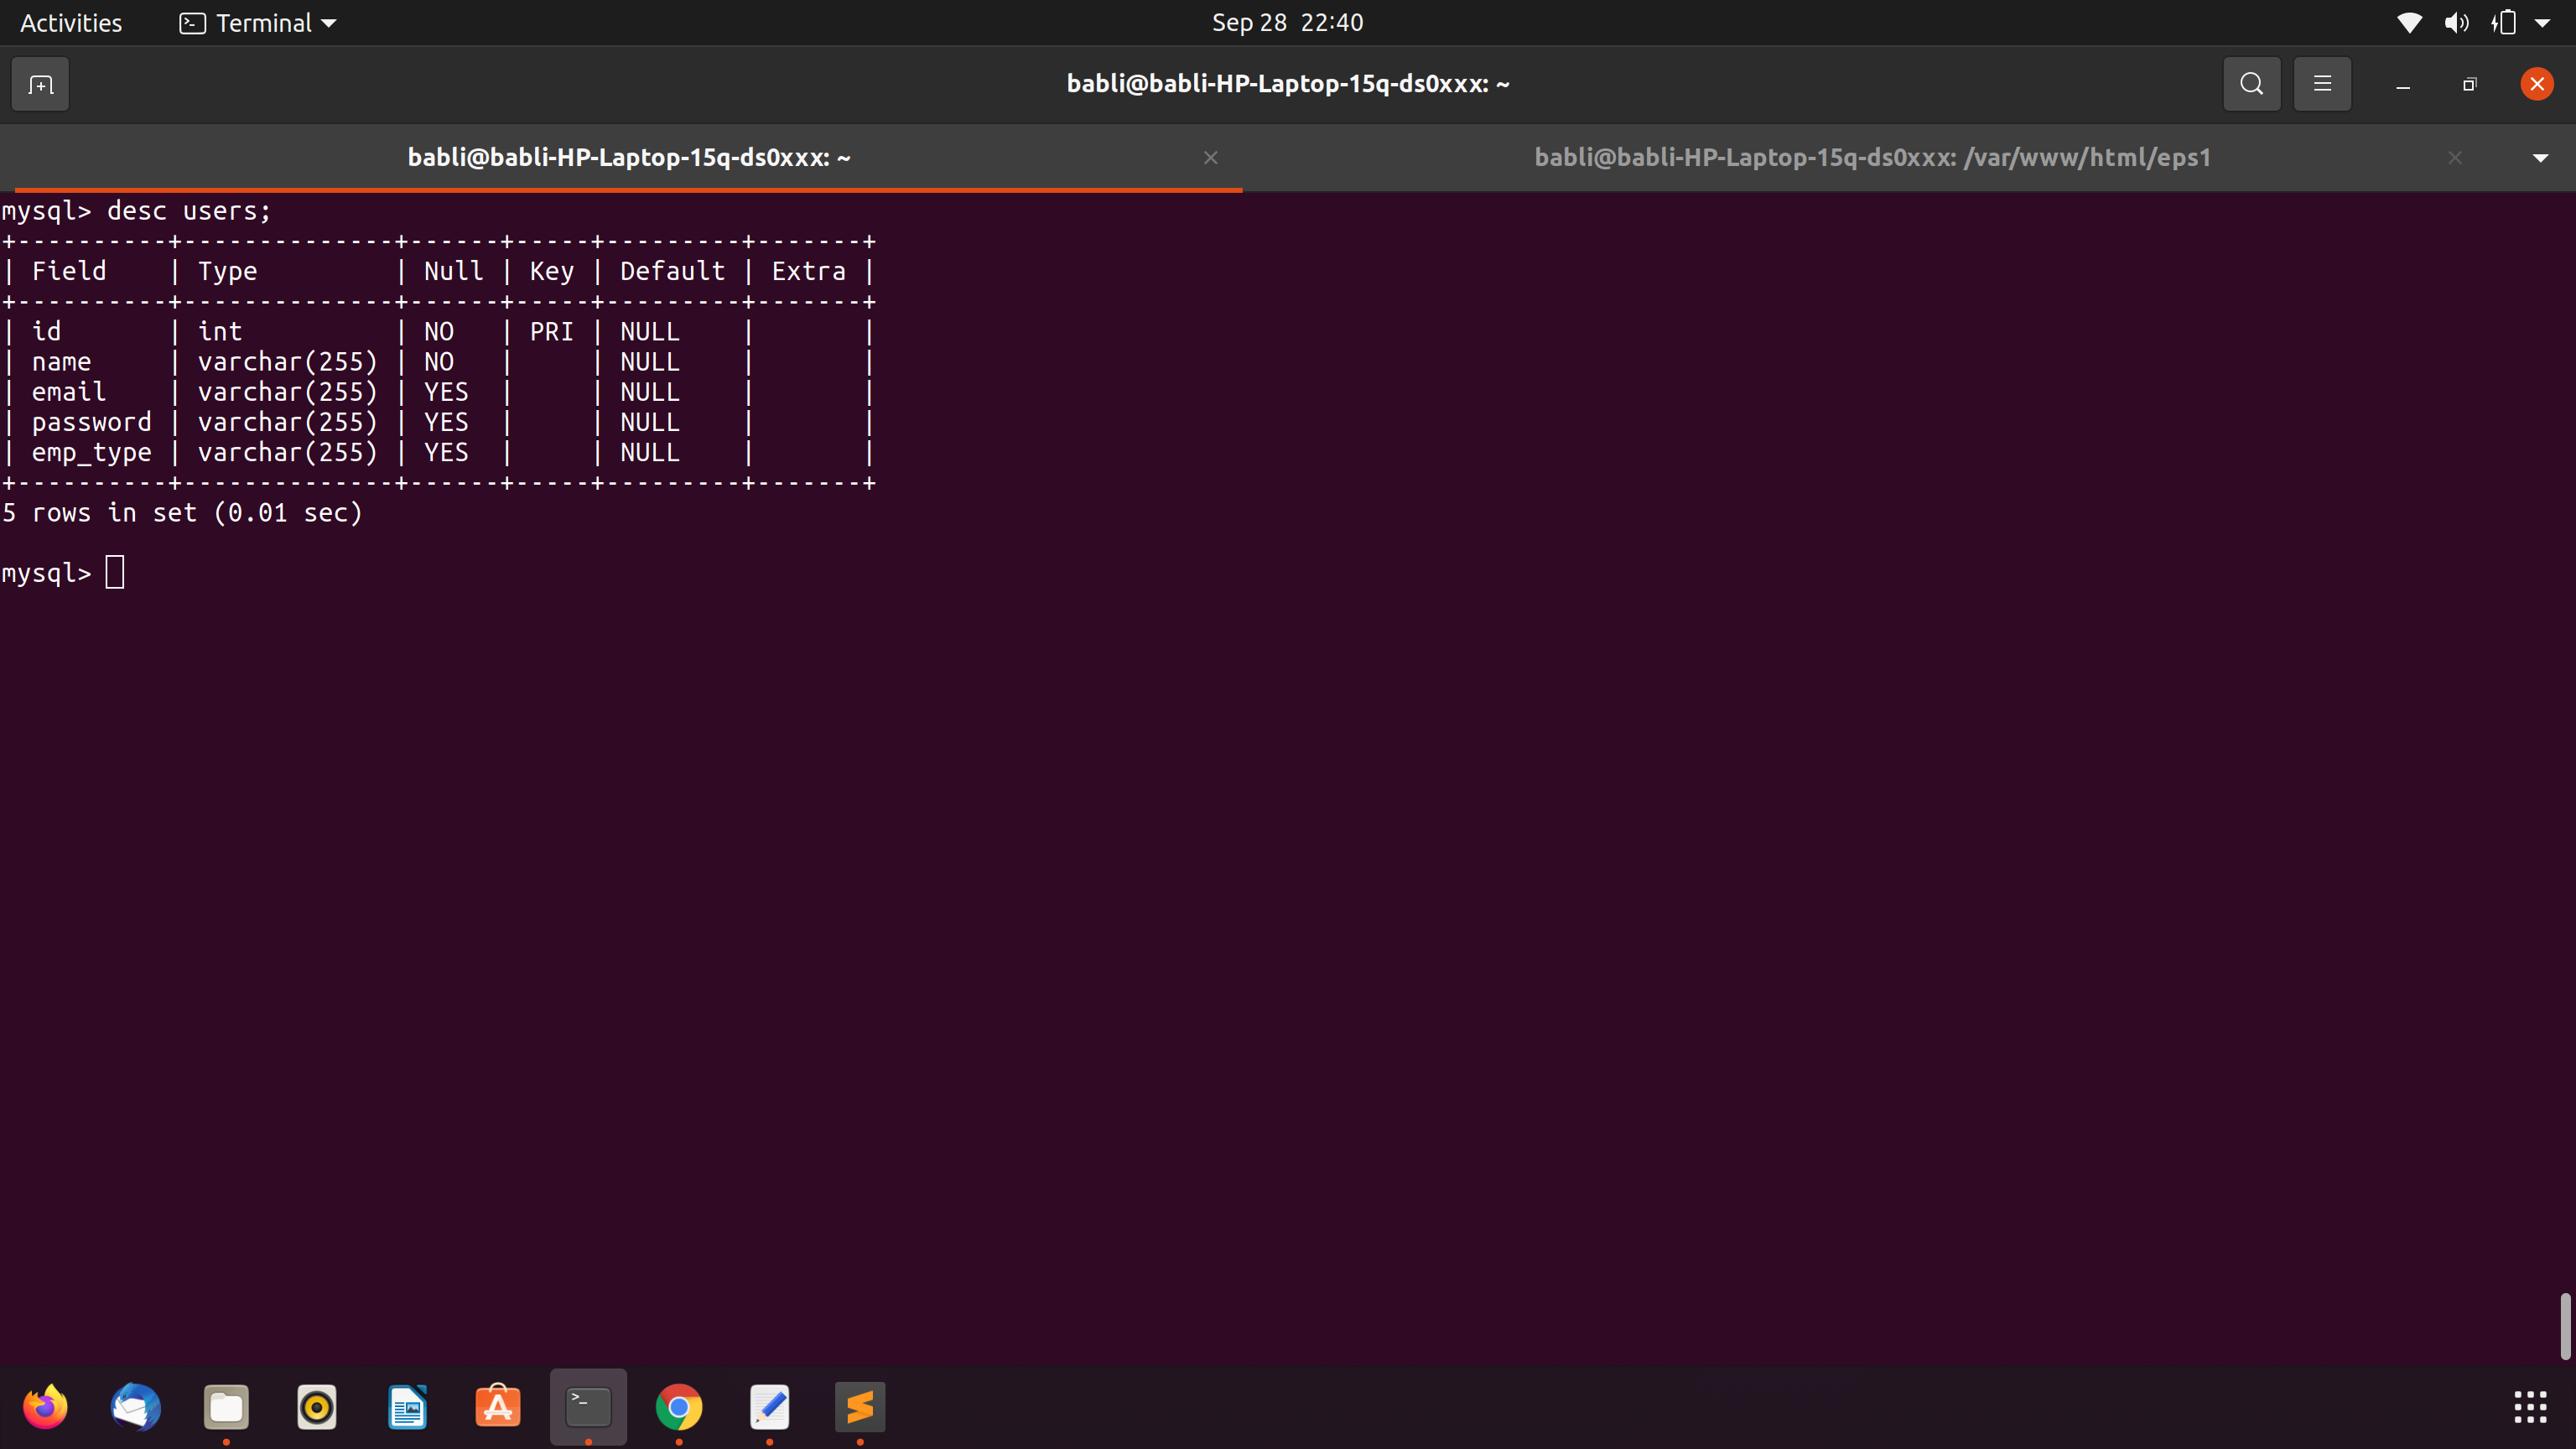 Activities Terminal Sep 28 22:40
babli@babli-HP-Laptop-15q-ds0xxx: ~
babli@babli-HP-Laptop-15q-ds0xxx: ~ babli@babli-HP-Laptop-15q-ds0xxx: /var/www/html/eps1
mysql> desc users;
+----------+--------------+------+-----+---------+-------+
| Field    | Type         | Null | Key | Default | Extra |
+----------+--------------+------+-----+---------+-------+
| id       | int          | NO   | PRI | NULL    |       |
| name     | varchar(255) | NO   |     | NULL    |       |
| email    | varchar(255) | YES  |     | NULL    |       |
| password | varchar(255) | YES  |     | NULL    |       |
| emp_type | varchar(255) | YES  |     | NULL    |       |
+----------+--------------+------+-----+---------+-------+
5 rows in set (0.01 sec)
mysql>